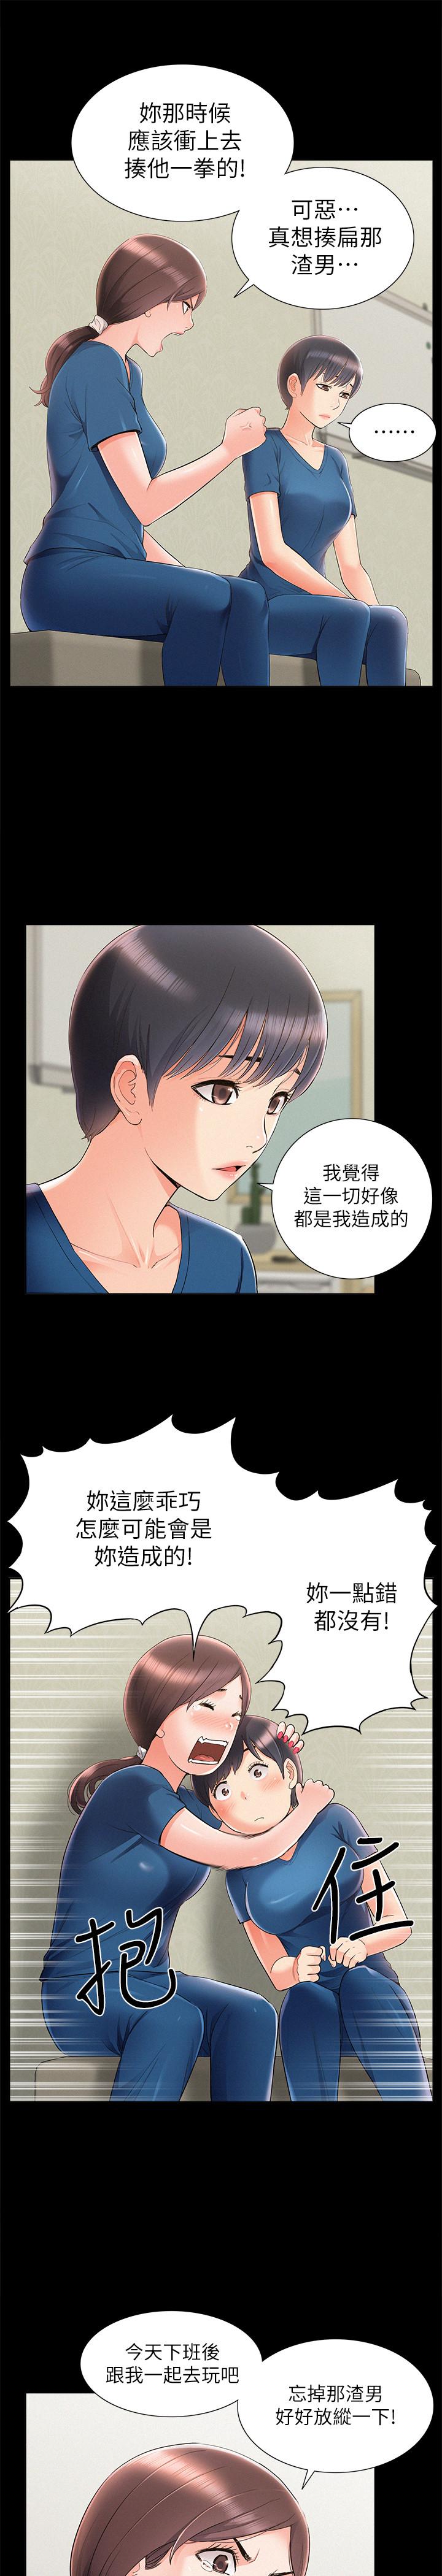 妳那時候
應該衝上去
揍他一拳的!
可惡…
真想揍扁那
渣男…
……
我覺得
這一切好像
都是我造成的
妳這麼乖巧
怎麼可能會是
妳造成的!
妳一點錯
都沒有!
抱住
今天下班後
跟我一起去玩吧
忘掉那渣男
好好放縱一下!